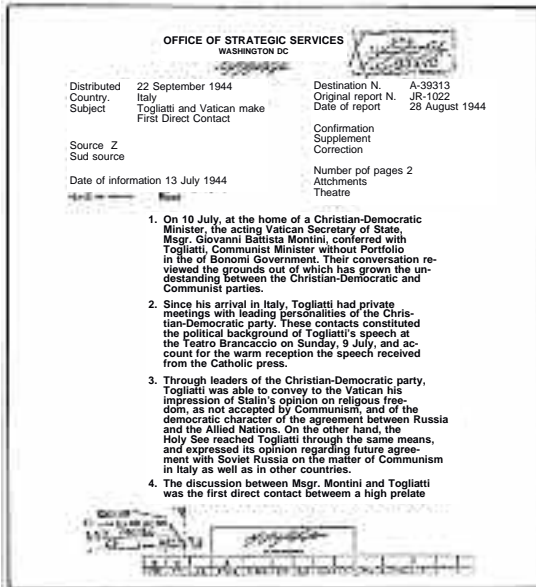 OFFICE OF STRATEGIC SERVICES
WASHINGTON DC
Distributed 22 September 1944
Country. Italy
Subject Togliatti and Vatican make
First Direct Contact
Source Z
Sud source
Date of information 13 July 1944
Destination N. A-39313
Original report N. JR-1022
Date of report 28 August 1944
Confirmation
Supplement
Correction
Number pof pages 2
Attchments
Theatre
1. On 10 July, at the home of a Christian-Democratic
Minister, the acting Vatican Secretary of State,
Msgr. Giovanni Battista Montini, conferred with
Togliatti, Communist Minister without Portfolio
in the of Bonomi Government. Their conversation re-
viewed the grounds out of which has grown the un-
destanding between the Christian-Democratic and
Communist parties.
2. Since his arrival in Italy, Togliatti had private
meetings with leading personalities of the Chris-
tian-Democratic party. These contacts constituted
the political background of Togliatti's speech at
the Teatro Brancaccio on Sunday, 9 July, and ac-
count for the warm reception the speech received
from the Catholic press.
3. Through leaders of the Christian-Democratic party,
Togliatti was able to convey to the Vatican his
impression of Stalin's opinion on religous free-
dom, as not accepted by Communism, and of the
democratic character of the agreement between Russia
and the Allied Nations. On the other hand, the
Holy See reached Togliatti through the same means,
and expressed its opinion regarding future agree-
ment with Soviet Russia on the matter of Communism
in Italy as well as in other countries.
4. The discussion between Msgr. Montini and Togliatti
was the first direct contact betweem a high prelate